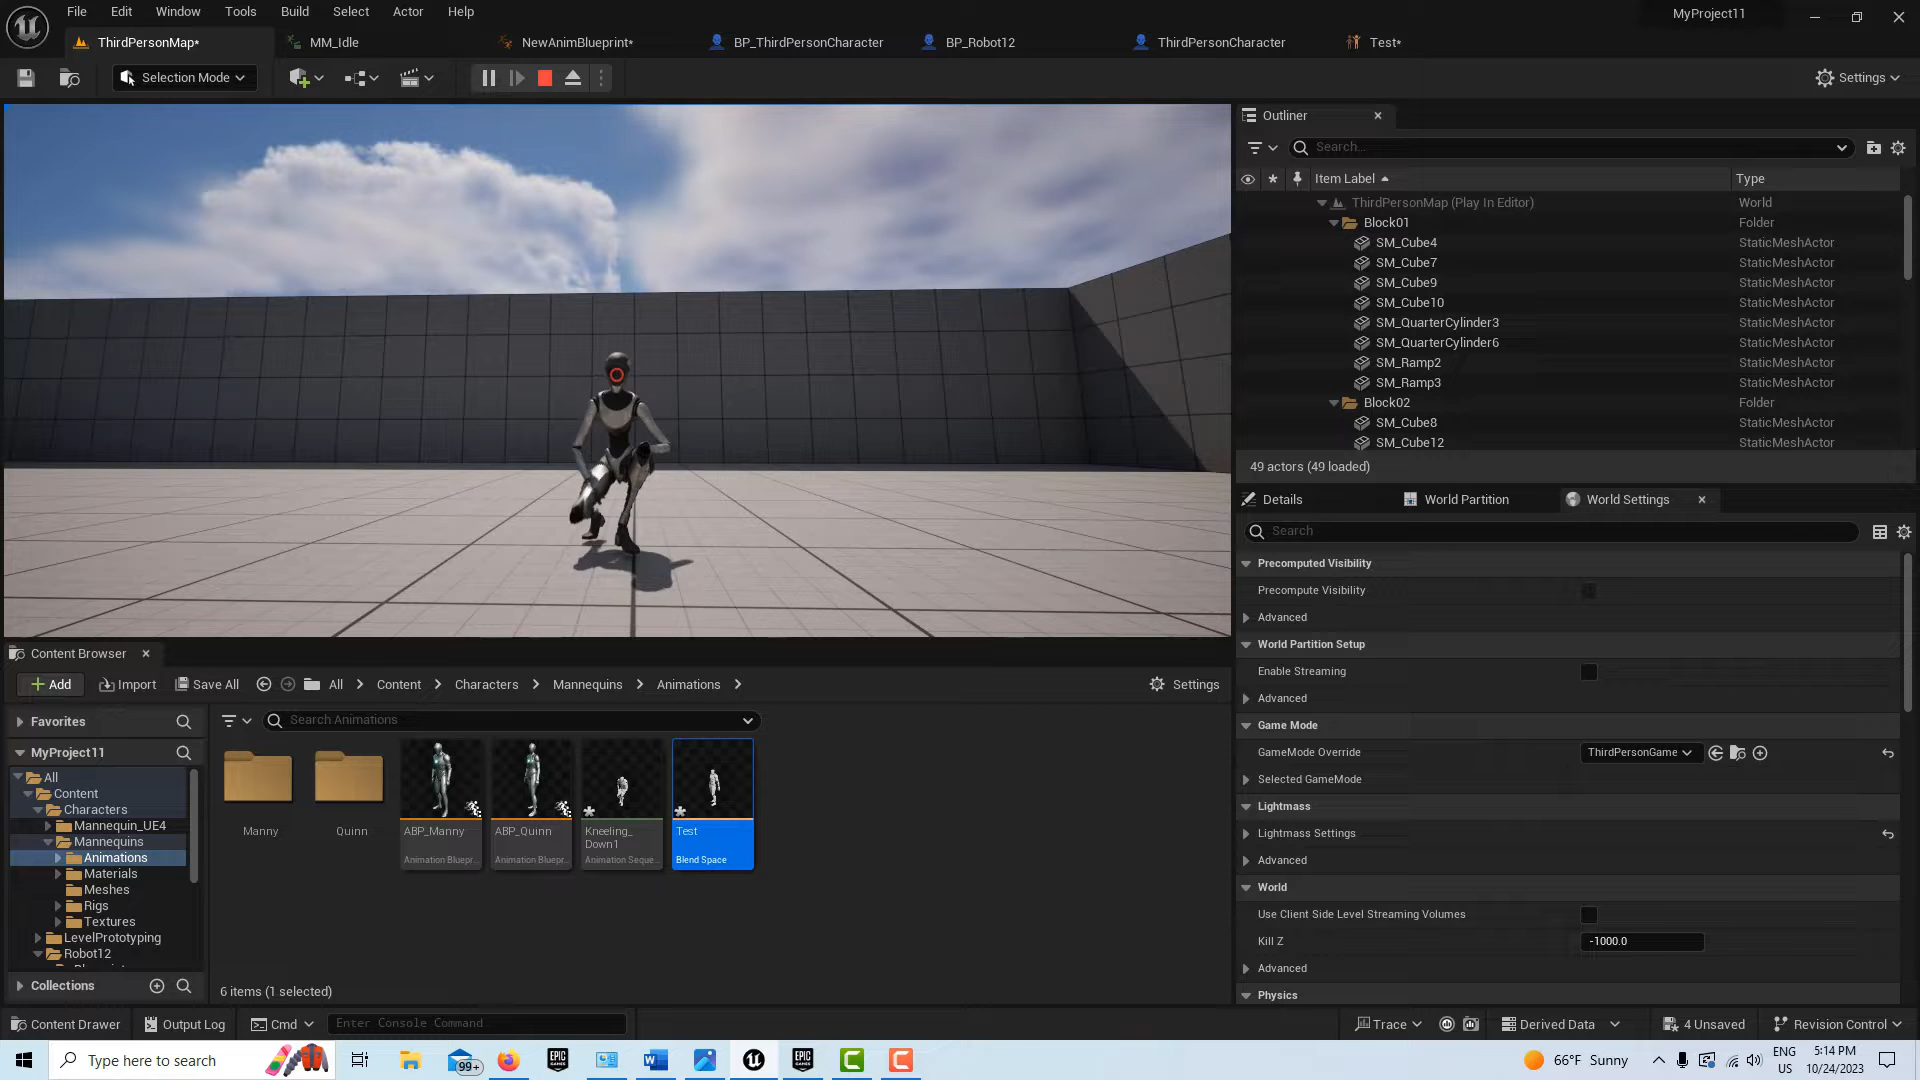 File Edit Window Tools Build Select Actor Help MyProject11
ThirdPersonMap* MM_Idle NewAnimBlueprint* BP_ThirdPersonCharacter BP_Robot12 ThirdPersonCharacter Test*
Selection Mode Settings
Outliner
Search...
Item Label Type
ThirdPersonMap (Play In Editor) World
Block01 Folder
SM_Cube4 StaticMeshActor
SM_Cube7 StaticMeshActor
SM_Cube9 StaticMeshActor
SM_Cube10 StaticMeshActor
SM_QuarterCylinder3 StaticMeshActor
SM_QuarterCylinder6 StaticMeshActor
SM_Ramp2 StaticMeshActor
SM_Ramp3 StaticMeshActor
Block02 Folder
SM_Cube8 StaticMeshActor
SM_Cube12 StaticMeshActor
49 actors (49 loaded)
Details World Partition World Settings
Search
Precomputed Visibility
Precompute Visibility
Advanced
World Partition Setup
Enable Streaming
Advanced
Game Mode
GameMode Override ThirdPersonGame
Selected GameMode
Lightmass
Lightmass Settings
Advanced
World
Use Client Side Level Streaming Volumes
Kill Z -1000.0
Advanced
Physics
Content Browser
Add Import Save All All Content Characters Mannequins Animations Settings
Favorites
Search Animations
MyProject11
All
Content
Characters
Mannequin_UE4
Mannequins
Animations
Materials
Meshes
Rigs
Textures
LevelPrototyping
Robot12
Collections
Manny
Quinn
ABP_Manny
Animation Bluepr...
ABP_Quinn
Animation Bluepr...
Kneeling_
Down1
Animation Seque...
Test
Blend Space
6 items (1 selected)
Content Drawer Output Log Cmd Enter Console Command Trace Derived Data 4 Unsaved Revision Control
Type here to search 99+ EPIC GAMES EPIC GAMES 66°F Sunny ENG 5:14 PM
US 10/24/2023